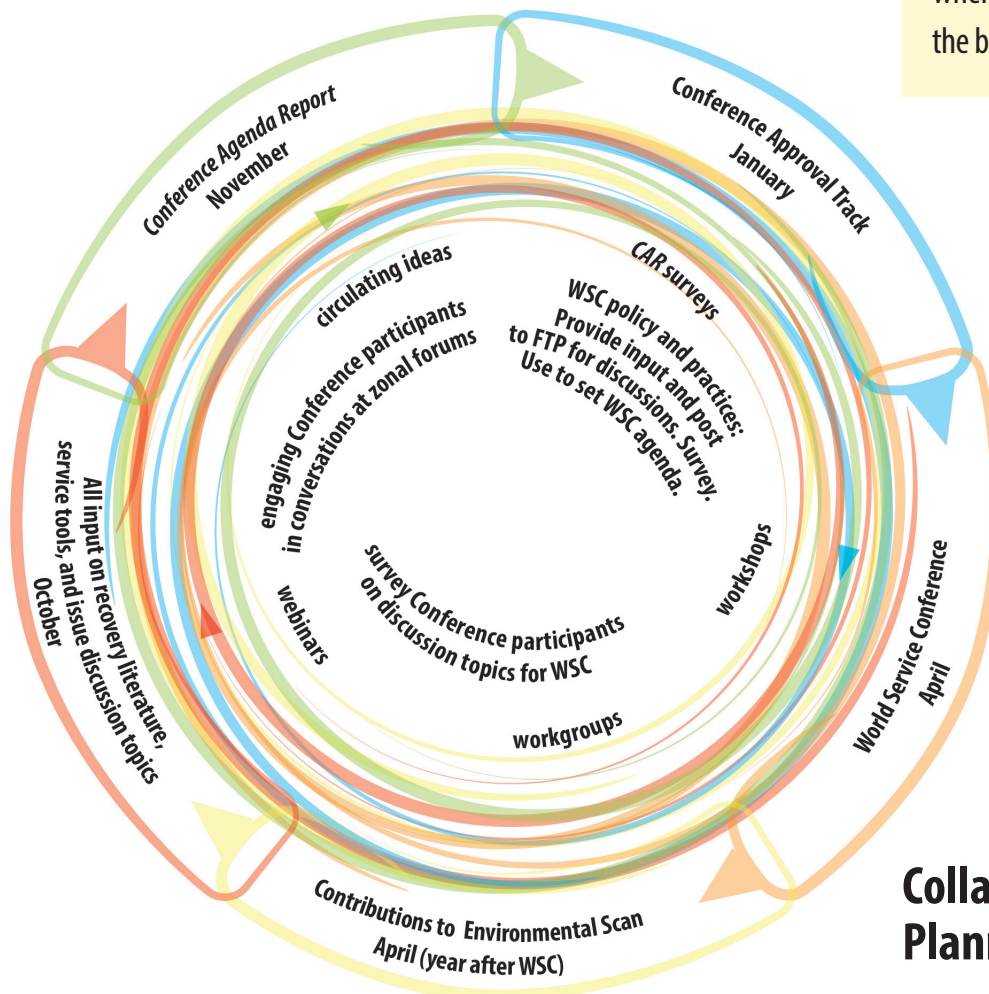 the b
Conference Agenda Report
November
Conference Approval Track
January
World Service Conference
April
Contributions to Environmental Scan
April (year after WSC)
All input on recovery literature,
service tools, and issue discussion topics
October
circulating ideas
engaging Conference participants
in conversations at zonal forums
CAR surveys
WSC policy and practices:
Provide input and post
to FTP for discussions. Survey.
Use to set WSC agenda.
workshops
survey Conference participants
on discussion topics for WSC
webinars
workgroups
Colla
Plann